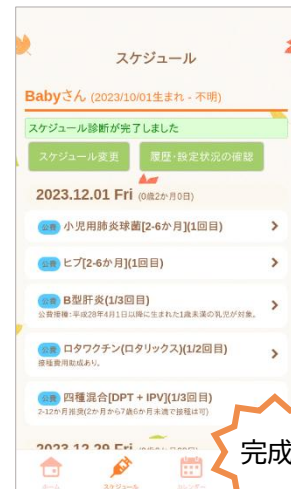 スケジュール
Babyさん (2023/10/01生まれ - 不明)
スケジュール診断が完了しました
スケジュール変更 履歴・設定状況の確認
2023.12.01 Fri (0歳2か月0日)
公費 小児用肺炎球菌[2-6か月](1回目)
公費 ヒブ[2-6か月](1回目)
公費 B型肝炎(1/3回目)
公費接種:平成28年4月1日以降に生まれた1歳未満の乳児が対象。
公費 ロタワクチン(ロタリックス)(1/2回目)
接種費用助成あり。
公費 四種混合[DPT + IPV](1/3回目)
2-12か月推奨(2か月から7歳6か月未満で接種は可)
2023.12.29 Fri
完成
ホーム スケジュール カレンダー